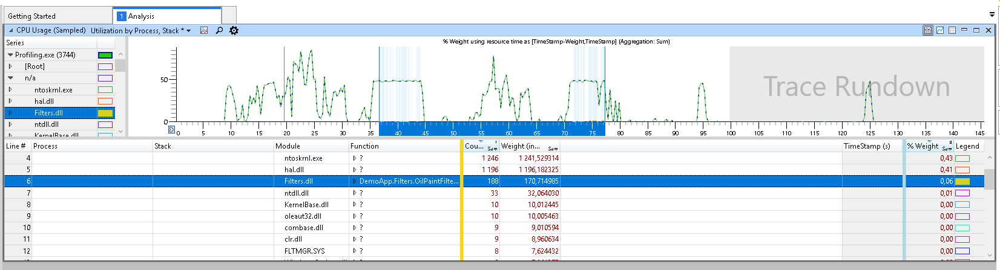 Getting Started
1 Analysis
CPU Usage (Sampled) Utilization by Process, Stack *
Series
% Weight using resource time as [TimeStamp-Weight,TimeStamp] (Aggregation: Sum)
Profiling.exe (3744)
[Root]
n/a
ntoskrnl.exe
hal.dll
Filters.dll
ntdll.dll
KernelBase.dll
50
0
Trace Rundown
0 5 10 15 20 25 30 35 40 45 50 55 60 65 70 75 80 85 90 95 100 105 110 115 120 125 130 135 140 145
Line # Process Stack Module Function Cou... Sum 1 Weight (in... Sum TimeStamp (s) % Weight 0 Sum Legend
4 ntoskrnl.exe ? 1 246 1 241,529314 0,43
5 hal.dll ? 1 196 1 196,182325 0,41
6 Filters.dll DemoApp.Filters.OilPaintFilte... 188 170,714985 0,06
7 ntdll.dll ? 33 32,064030 0,01
8 KernelBase.dll ? 10 10,012445 0,00
9 oleaut32.dll ? 10 10,005463 0,00
10 combase.dll ? 9 9,010594 0,00
11 clr.dll ? 9 8,960634 0,00
12 FLTMGR.SYS ? 8 7,624432 0,00